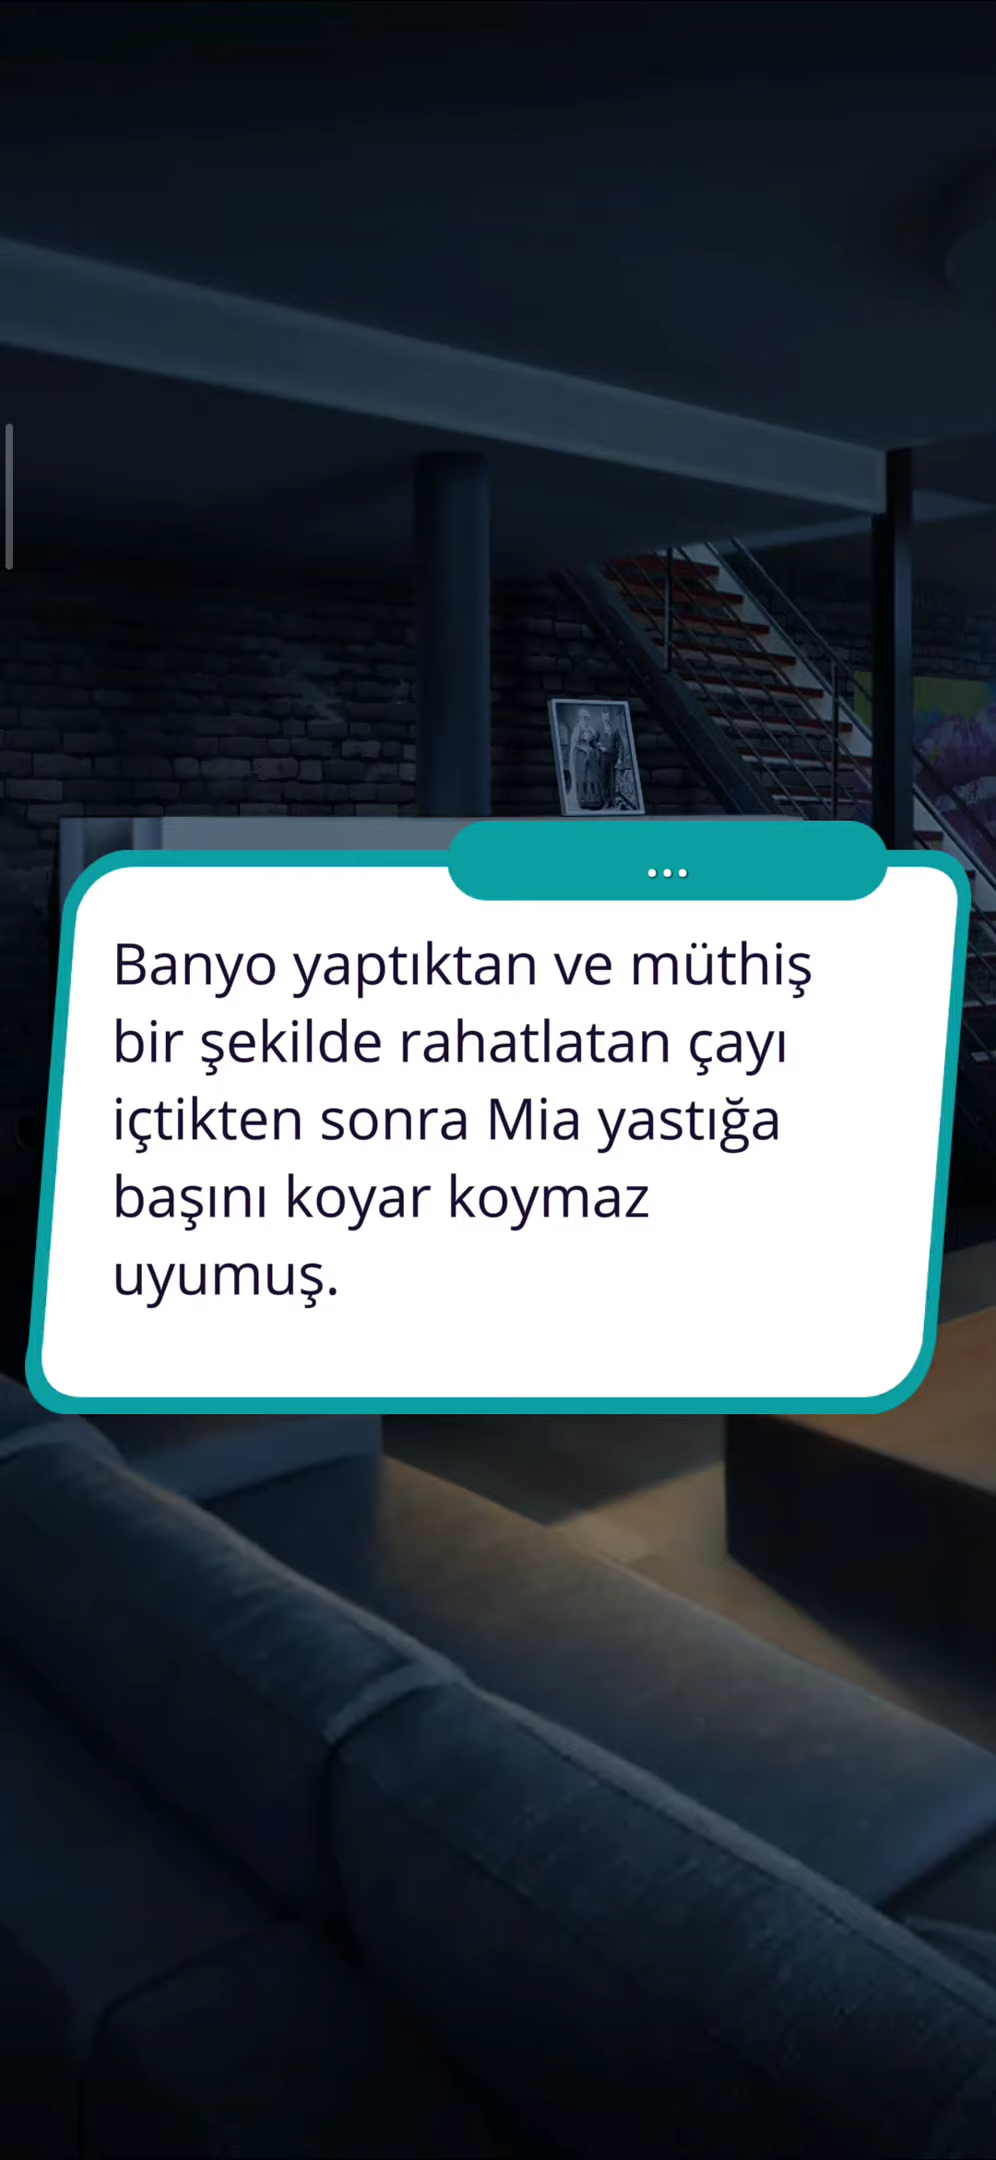 ...
Banyo yaptıktan ve müthiş
bir şekilde rahatlatan çayı
içtikten sonra Mia yastığa
başını koyar koymaz
uyumuş.